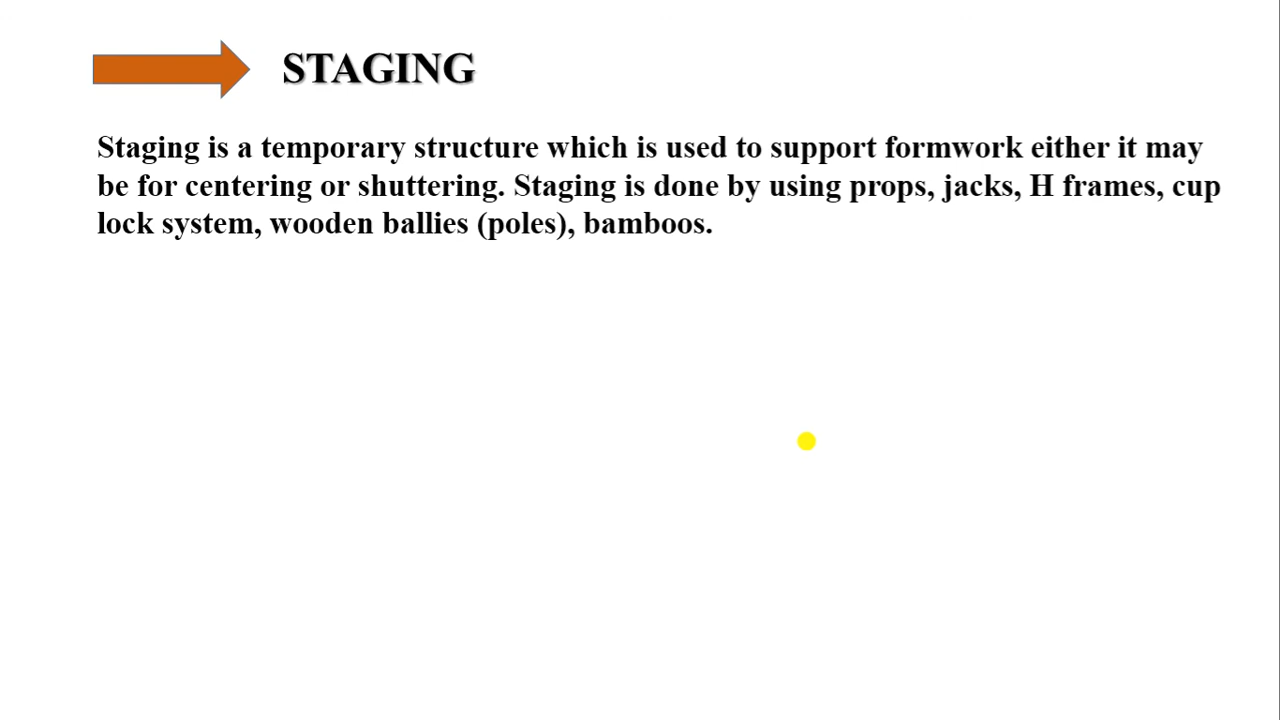 STAGING
Staging is a temporary structure which is used to support formwork either it may
be for centering or shuttering. Staging is done by using props, jacks, H frames, cup
lock system, wooden ballies (poles), bamboos.